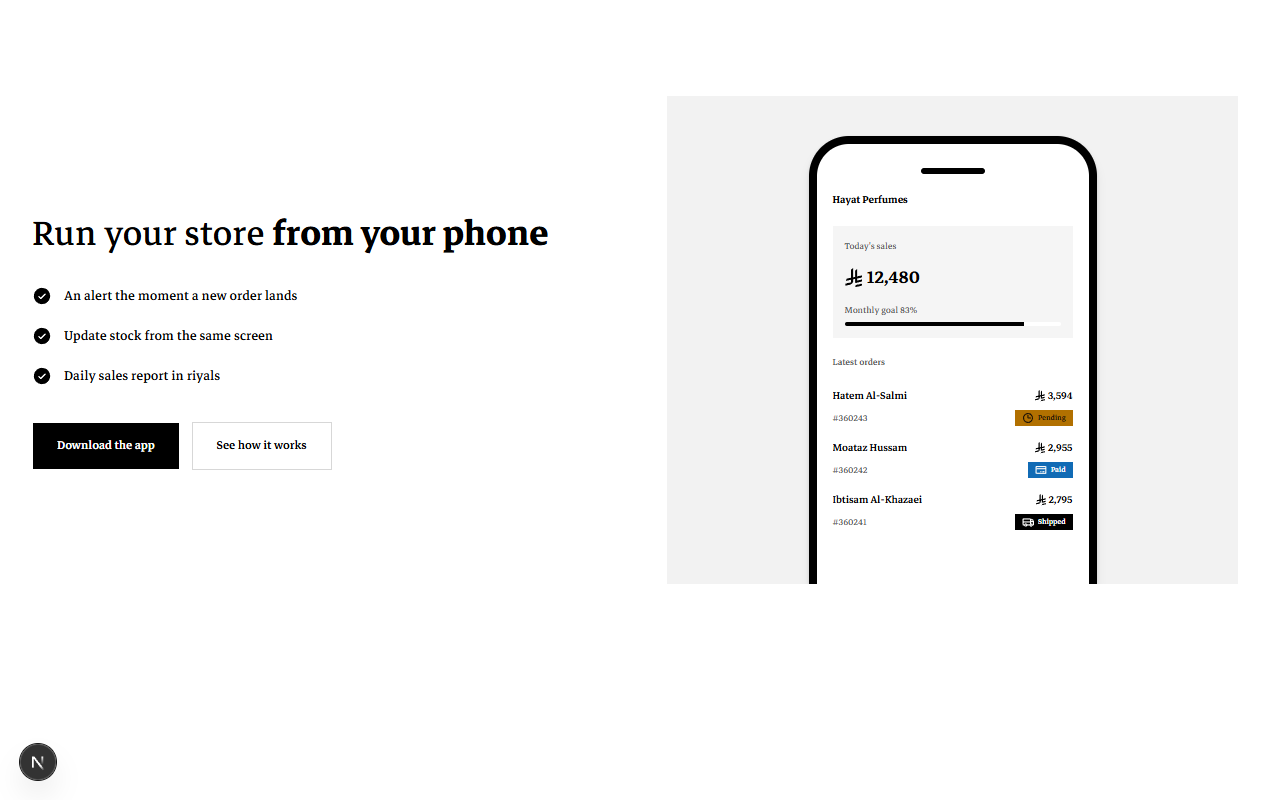 Run your store from your phone
An alert the moment a new order lands
Update stock from the same screen
Daily sales report in riyals
Download the app
See how it works
Hayat Perfumes
Today's sales
⃁ 12,480
Monthly goal 83%
Latest orders
Hatem Al-Salmi
⃁ 3,594
#360243
Pending
Moataz Hussam
⃁ 2,955
#360242
Paid
Ibtisam Al-Khazaei
⃁ 2,795
#360241
Shipped
N